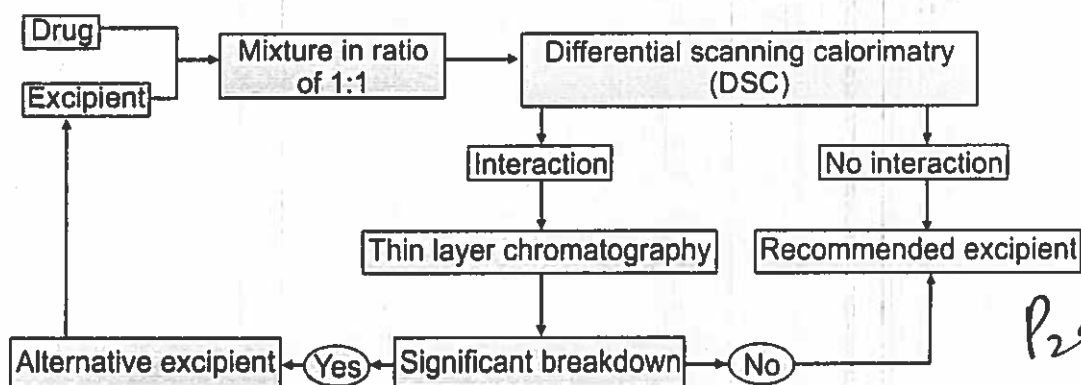 Drug
Excipient
Mixture in ratio
of 1:1
Differential scanning calorimatry
(DSC)
Interaction
No interaction
Thin layer chromatography
Recommended excipient
Alternative excipient
Yes
Significant breakdown
No